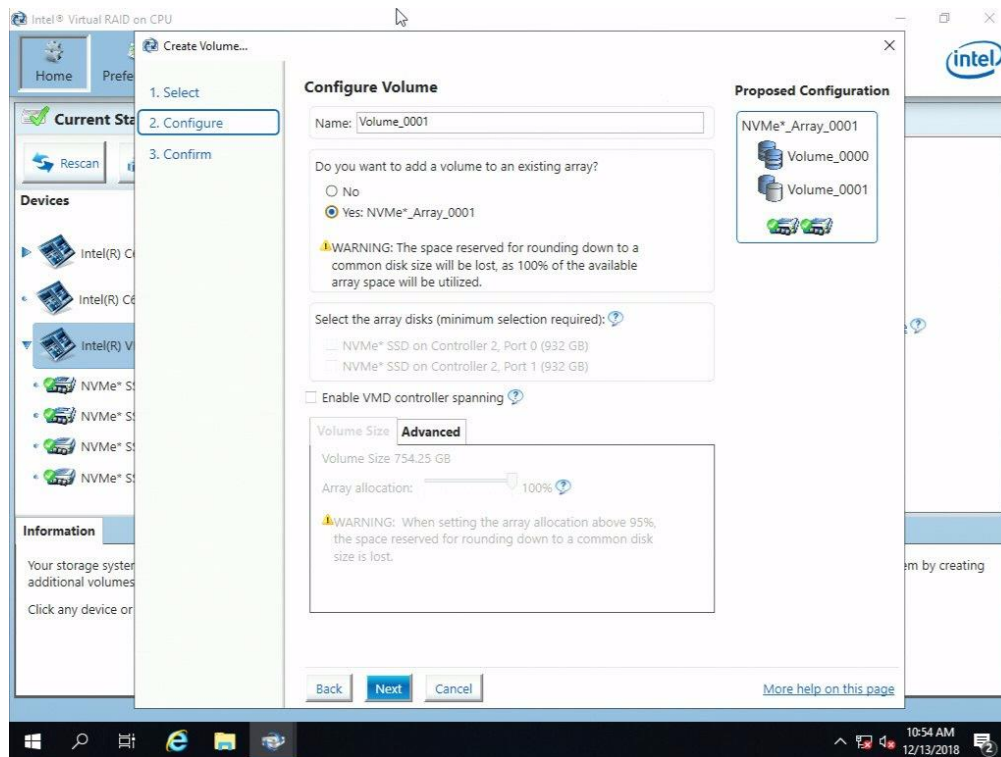 Intel® Virtual RAID on CPU
Create Volume...
Home
Prefe
intel
1. Select
2. Configure
3. Confirm
Current Sta
Rescan
Devices
Intel(R) C
Intel(R) C6
Intel(R) V
NVMe* S
NVMe* S
NVMe* S
NVMe* S
Configure Volume
Name: Volume_0001
Do you want to add a volume to an existing array?
No
Yes: NVMe*_Array_0001
WARNING: The space reserved for rounding down to a
common disk size will be lost, as 100% of the available
array space will be utilized.
Select the array disks (minimum selection required):
NVMe* SSD on Controller 2, Port 0 (932 GB)
NVMe* SSD on Controller 2, Port 1 (932 GB)
Enable VMD controller spanning
Volume Size Advanced
Volume Size 754.25 GB
Array allocation: 100%
WARNING: When setting the array allocation above 95%,
the space reserved for rounding down to a common disk
size is lost.
Proposed Configuration
NVMe*_Array_0001
Volume_0000
Volume_0001
Information
Your storage system
additional volumes
Click any device or
em by creating
Back Next Cancel
More help on this page
10:54 AM
12/13/2018
2